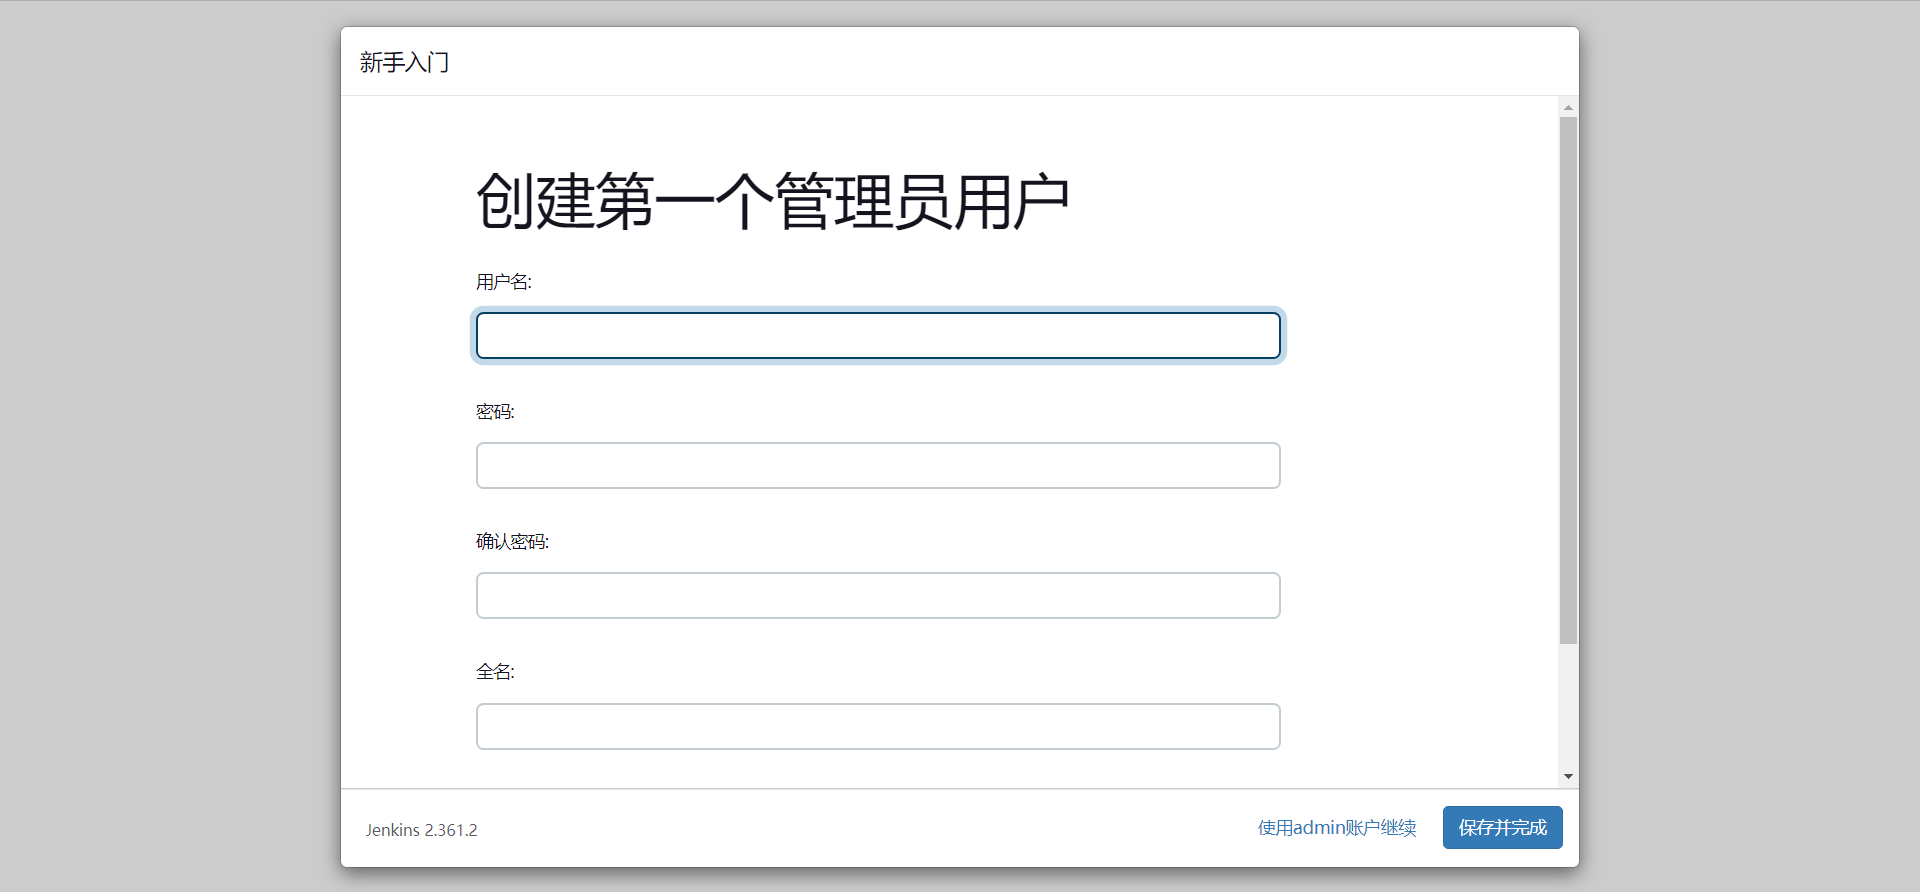 新手入门
创建第一个管理员用户
用户名:
密码:
确认密码:
全名:
Jenkins 2.361.2
使用admin账户继续
保存并完成